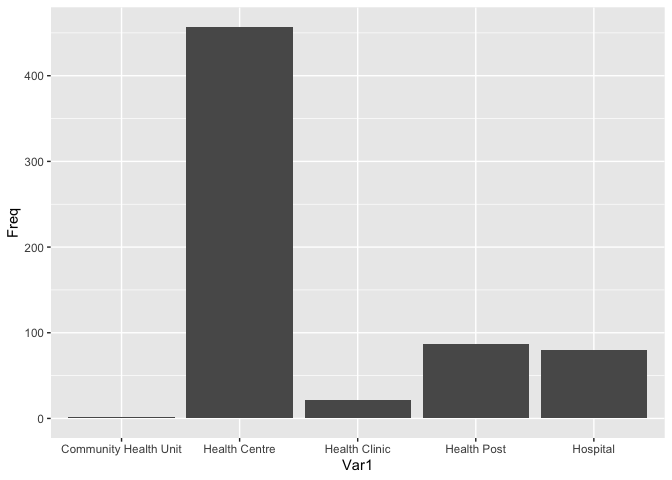 400
300
200
100
0
Freq
Community Health Unit
Health Centre
Health Clinic
Health Post
Hospital
Var1